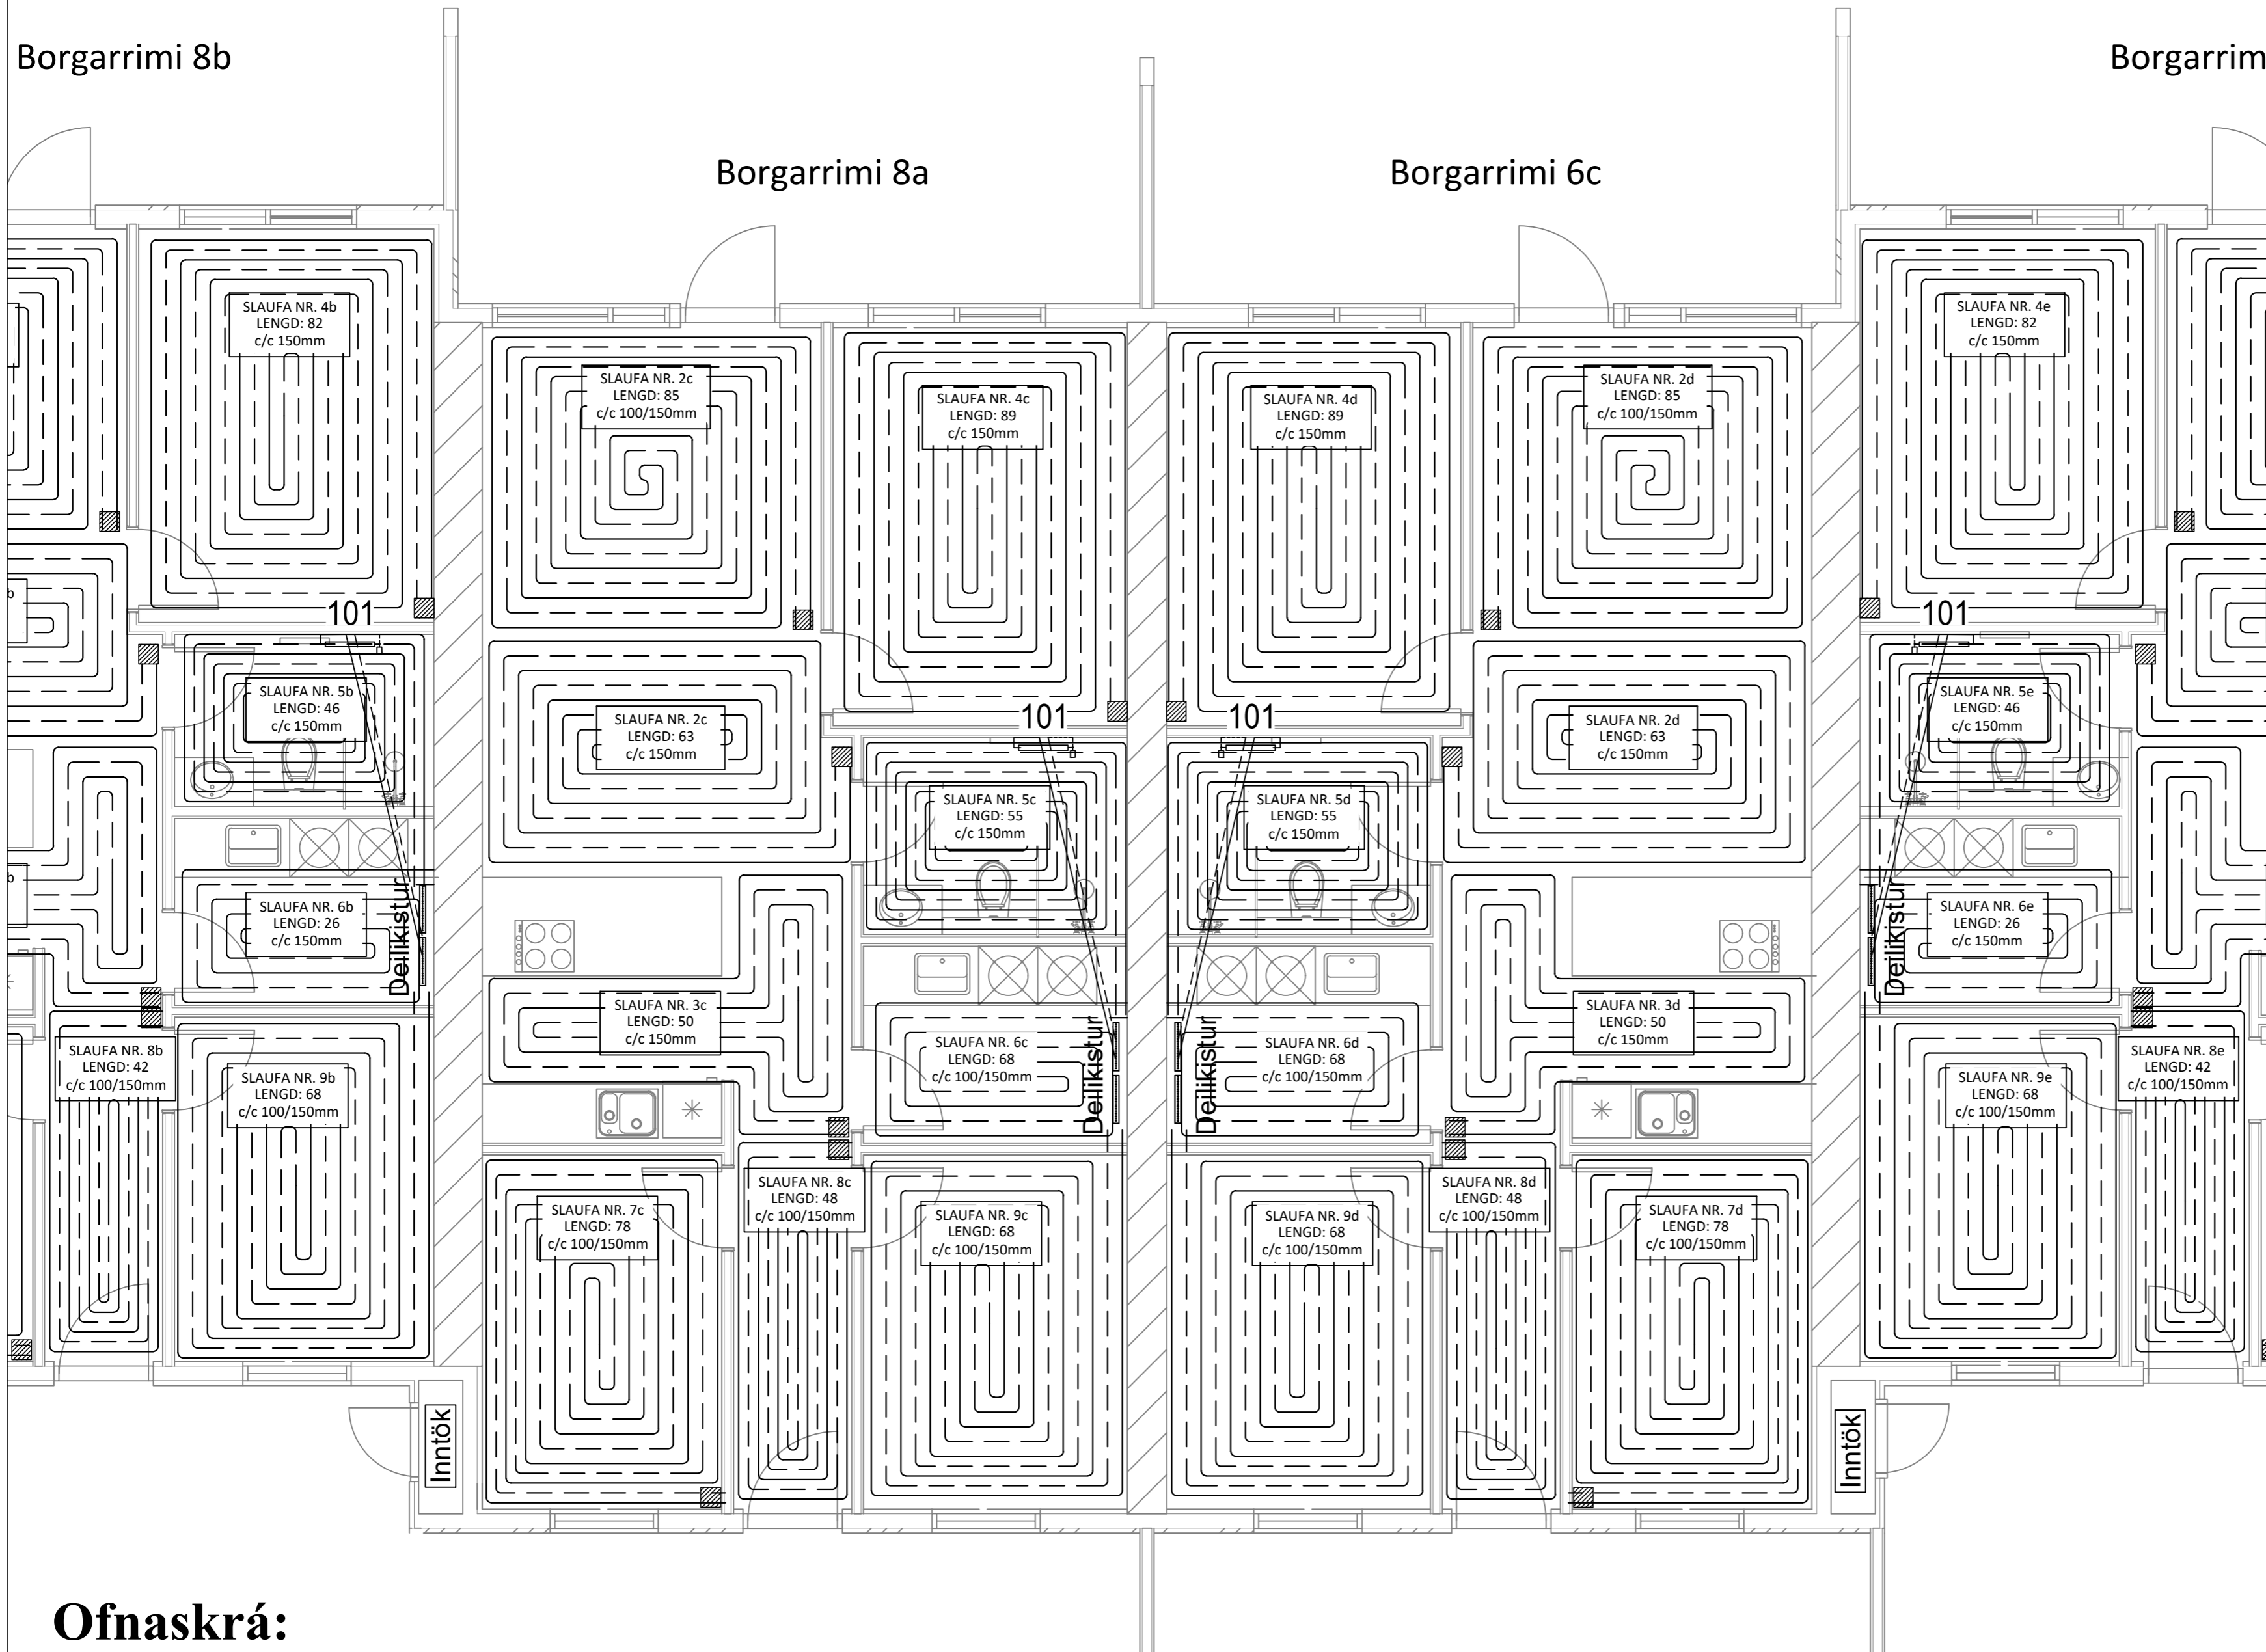 Borgarrimi 8b
Borgarrim
Borgarrimi 8a
Borgarrimi 6c
SLAUFA NR. 4b
LENGD: 82
c/c 150mm
SLAUFA NR. 2c
LENGD: 85
c/c 100/150mm
SLAUFA NR. 4c
LENGD: 89
c/c 150mm
SLAUFA NR. 4d
LENGD: 89
c/c 150mm
SLAUFA NR. 2d
LENGD: 85
c/c 100/150mm
SLAUFA NR. 4e
LENGD: 82
c/c 150mm
b
101
101
SLAUFA NR. 5b
LENGD: 46
c/c 150mm
SLAUFA NR. 2c
LENGD: 63
c/c 150mm
101
101
SLAUFA NR. 2d
LENGD: 63
c/c 150mm
SLAUFA NR. 5e
LENGD: 46
c/c 150mm
SLAUFA NR. 5c
LENGD: 55
c/c 150mm
SLAUFA NR. 5d
LENGD: 55
c/c 150mm
b
SLAUFA NR. 6b
LENGD: 26
c/c 150mm
Deilikistur
Deilikistur
SLAUFA NR. 6e
LENGD: 26
c/c 150mm
SLAUFA NR. 3c
LENGD: 50
c/c 150mm
SLAUFA NR. 6c
LENGD: 68
c/c 100/150mm
Deilikistur
Deilikistur
SLAUFA NR. 6d
LENGD: 68
c/c 100/150mm
SLAUFA NR. 3d
LENGD: 50
c/c 150mm
SLAUFA NR. 8b
LENGD: 42
c/c 100/150mm
SLAUFA NR. 9b
LENGD: 68
c/c 100/150mm
SLAUFA NR. 9e
LENGD: 68
c/c 100/150mm
SLAUFA NR. 8e
LENGD: 42
c/c 100/150mm
SLAUFA NR. 7c
LENGD: 78
c/c 100/150mm
SLAUFA NR. 8c
LENGD: 48
c/c 100/150mm
SLAUFA NR. 9c
LENGD: 68
c/c 100/150mm
SLAUFA NR. 9d
LENGD: 68
c/c 100/150mm
SLAUFA NR. 8d
LENGD: 48
c/c 100/150mm
SLAUFA NR. 7d
LENGD: 78
c/c 100/150mm
Inntök
Inntök
Ofnaskrá: